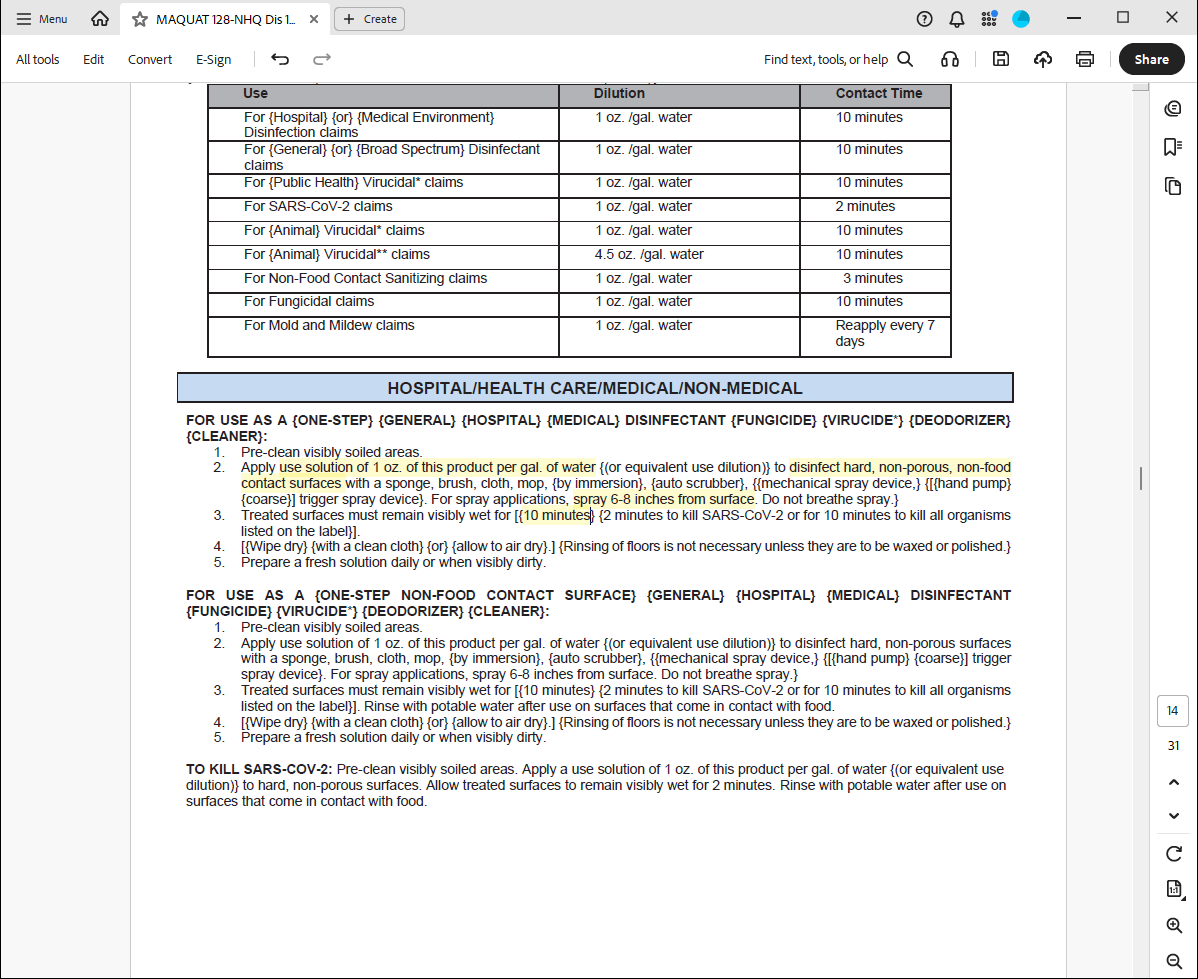 Menu
MAQUAT 128-NHQ Dis 1...
Create
All tools
Edit
Convert
E-Sign
Find text, tools, or help
Share
Use Dilution Contact Time
For {Hospital} {or} {Medical Environment} 1 oz. /gal. water 10 minutes
Disinfection claims
For {General} {or} {Broad Spectrum} Disinfectant 1 oz. /gal. water 10 minutes
claims
For {Public Health} Virucidal* claims 1 oz. /gal. water 10 minutes
For SARS-CoV-2 claims 1 oz. /gal. water 2 minutes
For {Animal} Virucidal* claims 1 oz. /gal. water 10 minutes
For {Animal} Virucidal** claims 4.5 oz. /gal. water 10 minutes
For Non-Food Contact Sanitizing claims 1 oz. /gal. water 3 minutes
For Fungicidal claims 1 oz. /gal. water 10 minutes
For Mold and Mildew claims 1 oz. /gal. water Reapply every 7
days
HOSPITAL/HEALTH CARE/MEDICAL/NON-MEDICAL
FOR USE AS A {ONE-STEP} {GENERAL} {HOSPITAL} {MEDICAL} DISINFECTANT {FUNGICIDE} {VIRUCIDE*} {DEODORIZER}
{CLEANER}:
1. Pre-clean visibly soiled areas.
2. Apply use solution of 1 oz. of this product per gal. of water {(or equivalent use dilution)} to disinfect hard, non-porous, non-food
contact surfaces with a sponge, brush, cloth, mop, {by immersion}, {auto scrubber}, {{mechanical spray device,} {[{hand pump}
{coarse}] trigger spray device}. For spray applications, spray 6-8 inches from surface. Do not breathe spray.}
3. Treated surfaces must remain visibly wet for [{10 minutes} {2 minutes to kill SARS-CoV-2 or for 10 minutes to kill all organisms
listed on the label}].
4. [{Wipe dry} {with a clean cloth} {or} {allow to air dry}.] {Rinsing of floors is not necessary unless they are to be waxed or polished.}
5. Prepare a fresh solution daily or when visibly dirty.
FOR USE AS A {ONE-STEP NON-FOOD CONTACT SURFACE} {GENERAL} {HOSPITAL} {MEDICAL} DISINFECTANT
{FUNGICIDE} {VIRUCIDE*} {DEODORIZER} {CLEANER}:
1. Pre-clean visibly soiled areas.
2. Apply use solution of 1 oz. of this product per gal. of water {(or equivalent use dilution)} to disinfect hard, non-porous surfaces
with a sponge, brush, cloth, mop, {by immersion}, {auto scrubber}, {{mechanical spray device,} {[{hand pump} {coarse}] trigger
spray device}. For spray applications, spray 6-8 inches from surface. Do not breathe spray.}
3. Treated surfaces must remain visibly wet for [{10 minutes} {2 minutes to kill SARS-CoV-2 or for 10 minutes to kill all organisms
listed on the label}]. Rinse with potable water after use on surfaces that come in contact with food.
4. [{Wipe dry} {with a clean cloth} {or} {allow to air dry}.] {Rinsing of floors is not necessary unless they are to be waxed or polished.}
5. Prepare a fresh solution daily or when visibly dirty.
TO KILL SARS-COV-2: Pre-clean visibly soiled areas. Apply a use solution of 1 oz. of this product per gal. of water {(or equivalent use
dilution)} to hard, non-porous surfaces. Allow treated surfaces to remain visibly wet for 2 minutes. Rinse with potable water after use on
surfaces that come in contact with food.
14
31
1:1